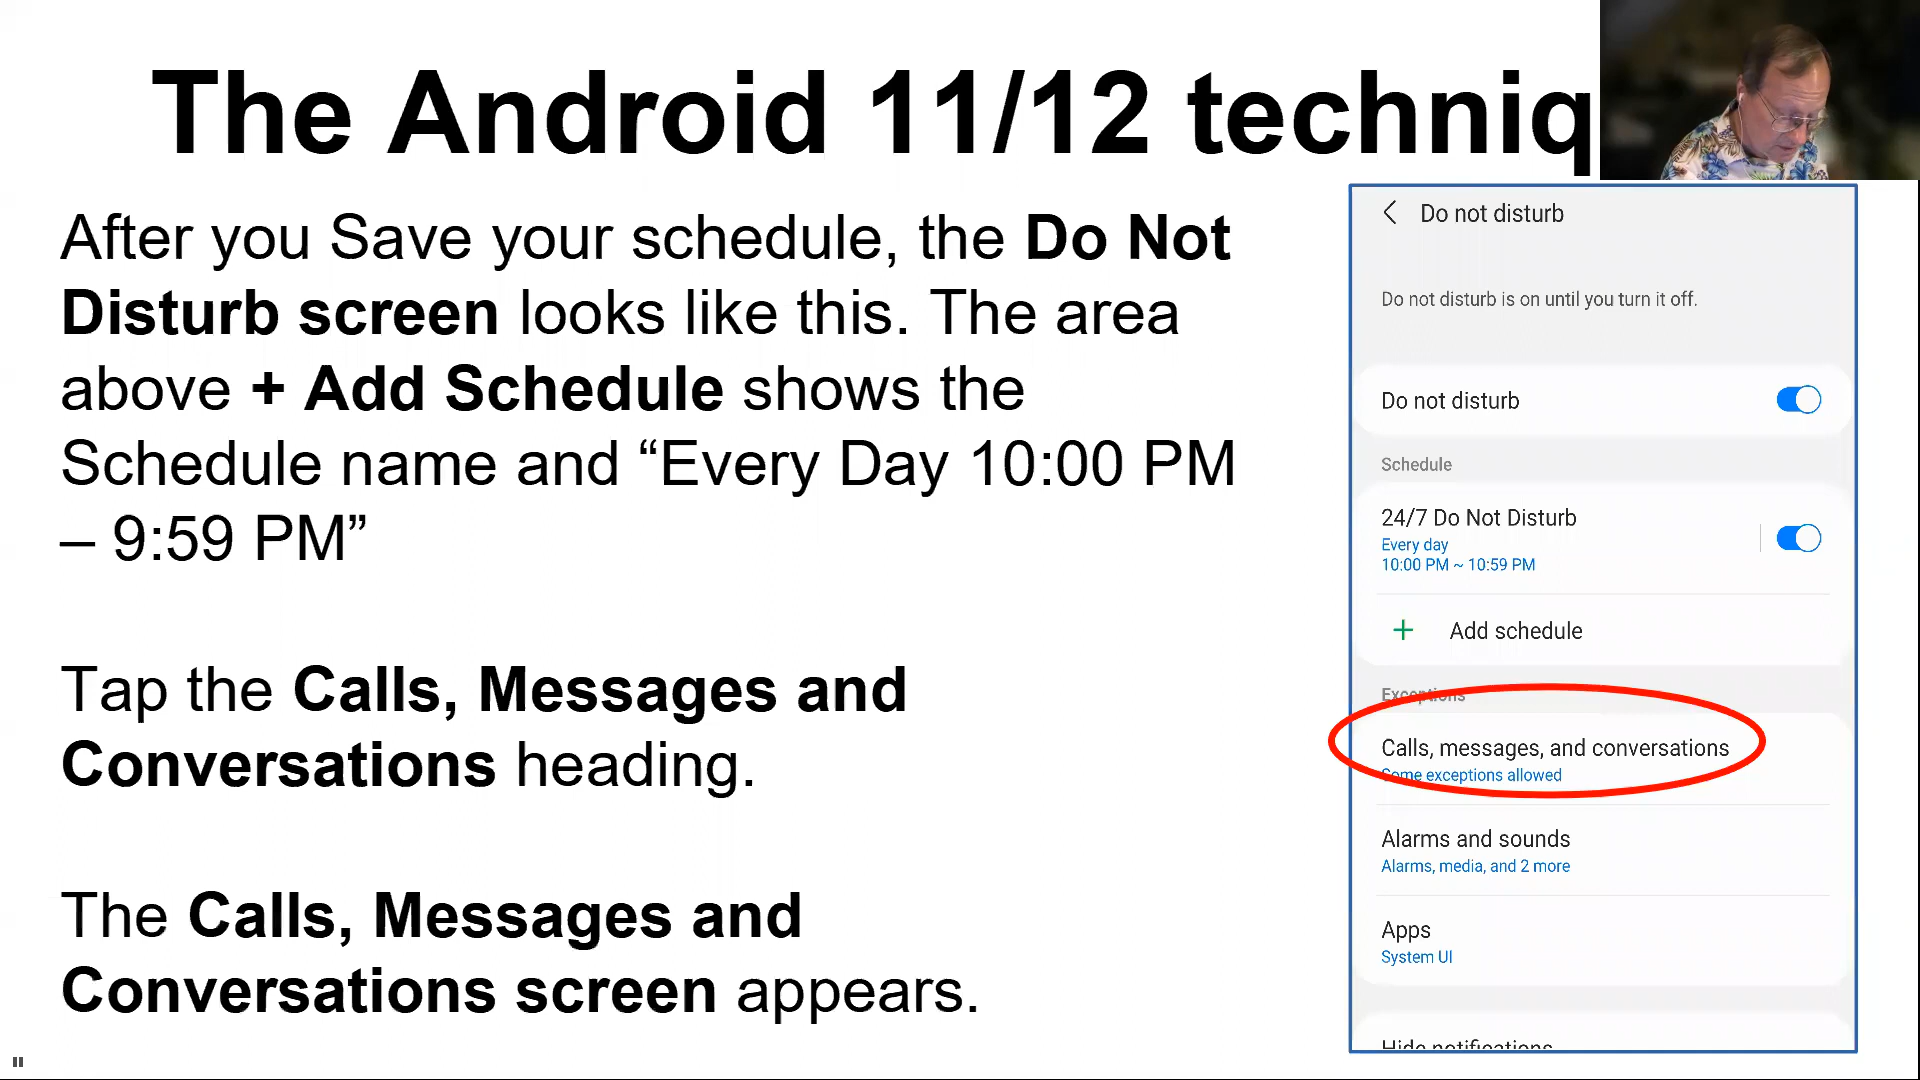 The Android 11/12 techniq
After you Save your schedule, the Do Not
Disturb screen looks like this. The area
above + Add Schedule shows the
Schedule name and “Every Day 10:00 PM
– 9:59 PM”
Tap the Calls, Messages and
Conversations heading.
The Calls, Messages and
Conversations screen appears.
Do not disturb
Do not disturb is on until you turn it off.
Do not disturb
Schedule
24/7 Do Not Disturb
Every day
10:00 PM ~ 10:59 PM
+ Add schedule
Exceptions
Calls, messages, and conversations
Some exceptions allowed
Alarms and sounds
Alarms, media, and 2 more
Apps
System UI
Hide notifications